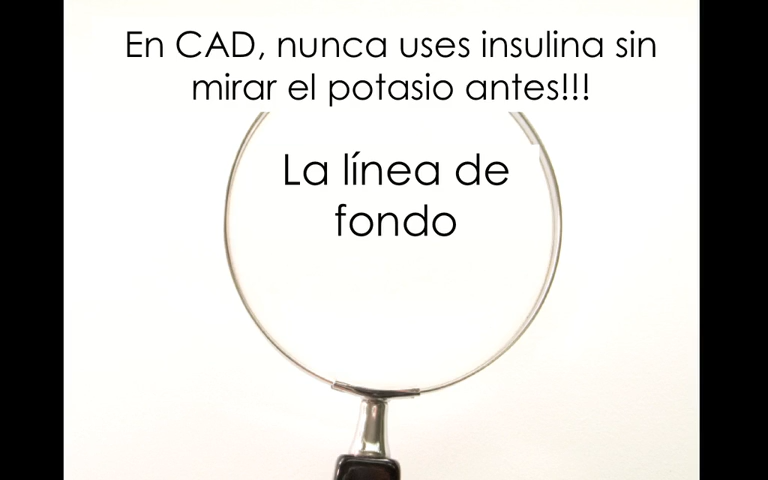 En CAD, nunca uses insulina sin
mirar el potasio antes!!!
La línea de
fondo